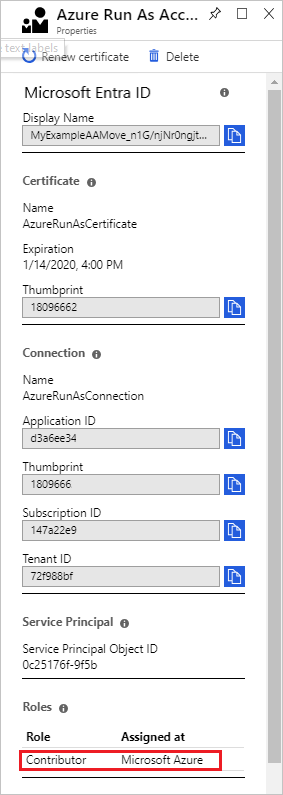 Azure Run As Acc...
Properties
text labels
Renew certificate
Delete
Microsoft Entra ID
Display Name
MyExampleAAMove_n1G/njNr0ngjt...
Certificate
Name
AzureRunAsCertificate
Expiration
1/14/2020, 4:00 PM
Thumbprint
18096662
Connection
Name
AzureRunAsConnection
Application ID
d3a6ee34
Thumbprint
1809666
Subscription ID
147a22e9
Tenant ID
72f988bf
Service Principal
Service Principal Object ID
0c25176f-9f5b
Roles
Role Assigned at
Contributor Microsoft Azure